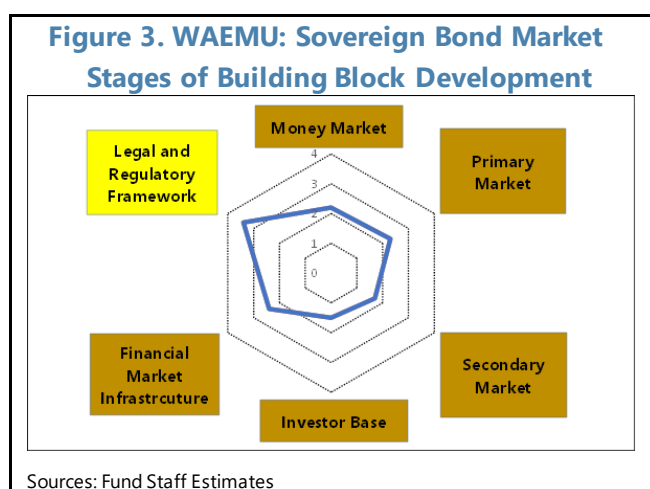 Figure 3. WAEMU: Sovereign Bond Market
Stages of Building Block Development
Money Market
Legal and
Regulatory
Framework
Primary
Market
4
3
2
1
0
Financial
Market
Infrastrcuture
Secondary
Market
Investor Base
Sources: Fund Staff Estimates